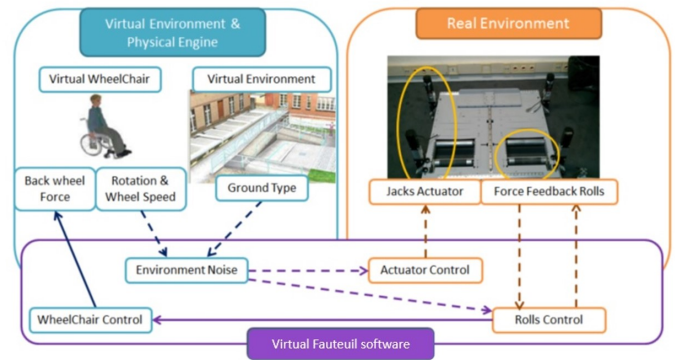 Virtual Environment &
Physical Engine
Real Environment
Virtual WheelChair
Virtual Environment
Back wheel
Force
Rotation &
Wheel Speed
Ground Type
Jacks Actuator
Force Feedback Rolls
Environment Noise
Actuator Control
WheelChair Control
Rolls Control
Virtual Fauteuil software